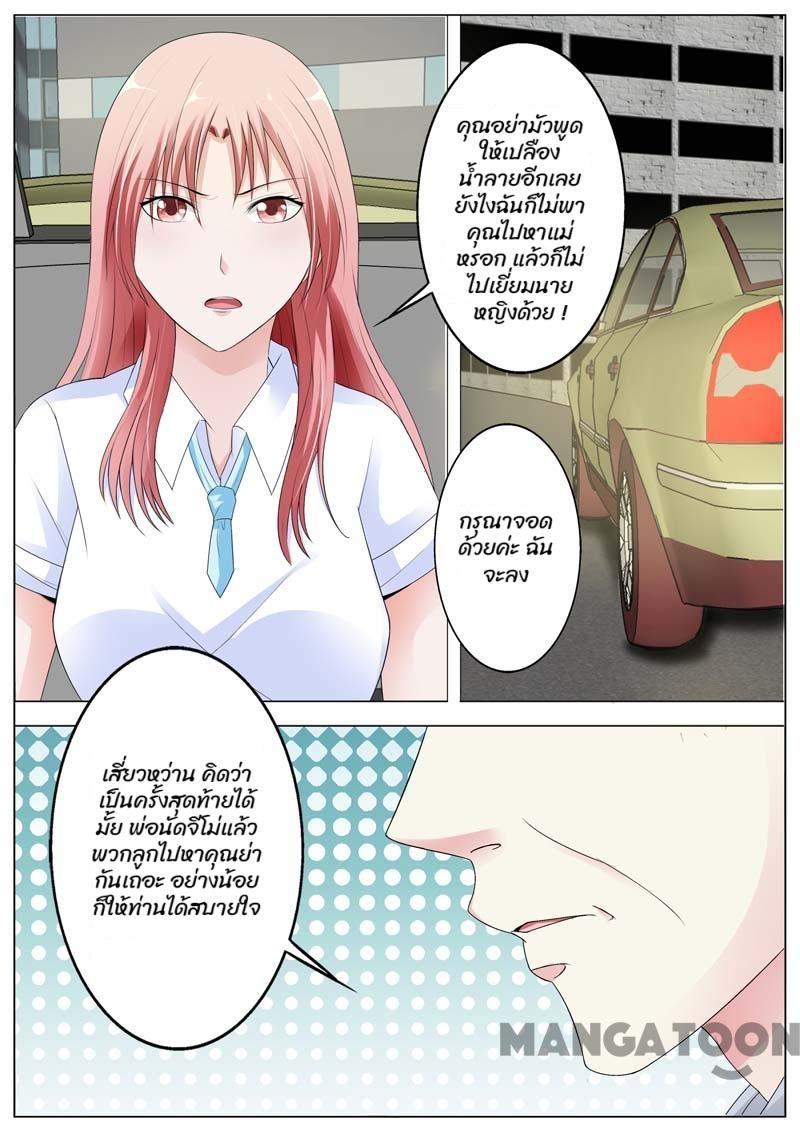 คุณอย่ามัวพูด
ให้เปลือง
น้ำลายอีกเลย
ยังไงฉันก็ไม่พา
คุณไปหาแม่
หรอก แล้วก็ไม่
ไปเยี่ยมนาย
หญิงด้วย !
กรุณาจอด
ด้วยค่ะ ฉัน
จะลง
เสี่ยวหว่าน คิดว่า
เป็นครั้งสุดท้ายได้
มั้ย พ่อนัดจีโม่แล้ว
พวกลูกไปหาคุณย่า
กันเถอะ อย่างน้อย
ก็ให้ท่านได้สบายใจ
MANGATOON